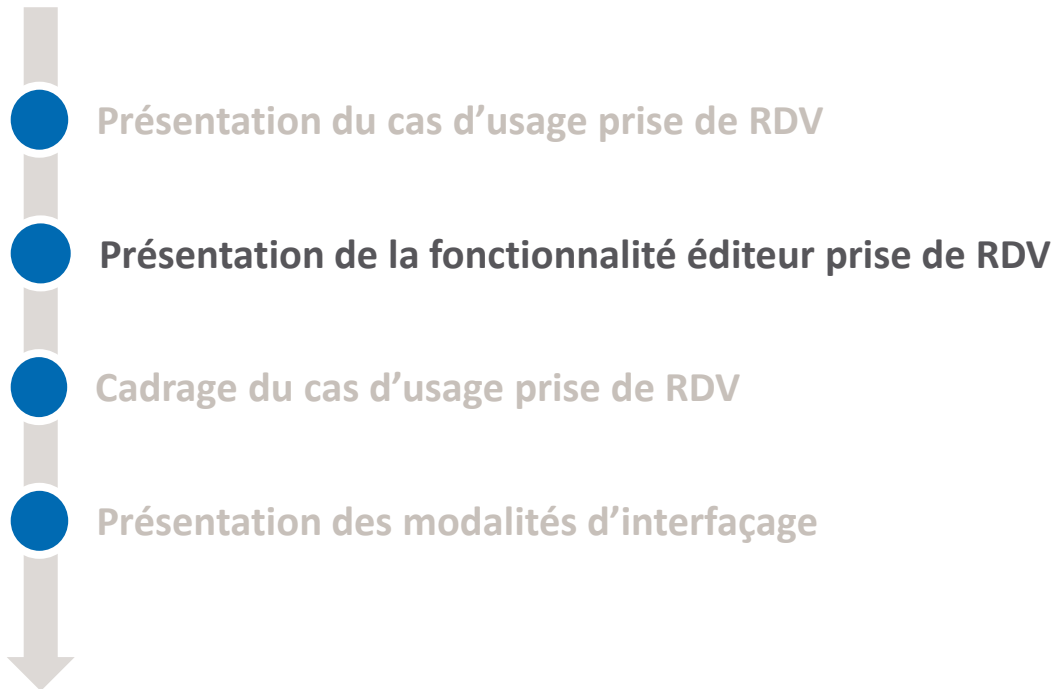 Présentation du cas d’usage prise de RDV
Présentation de la fonctionnalité éditeur prise de RDV
Cadrage du cas d’usage prise de RDV
Présentation des modalités d’interfaçage